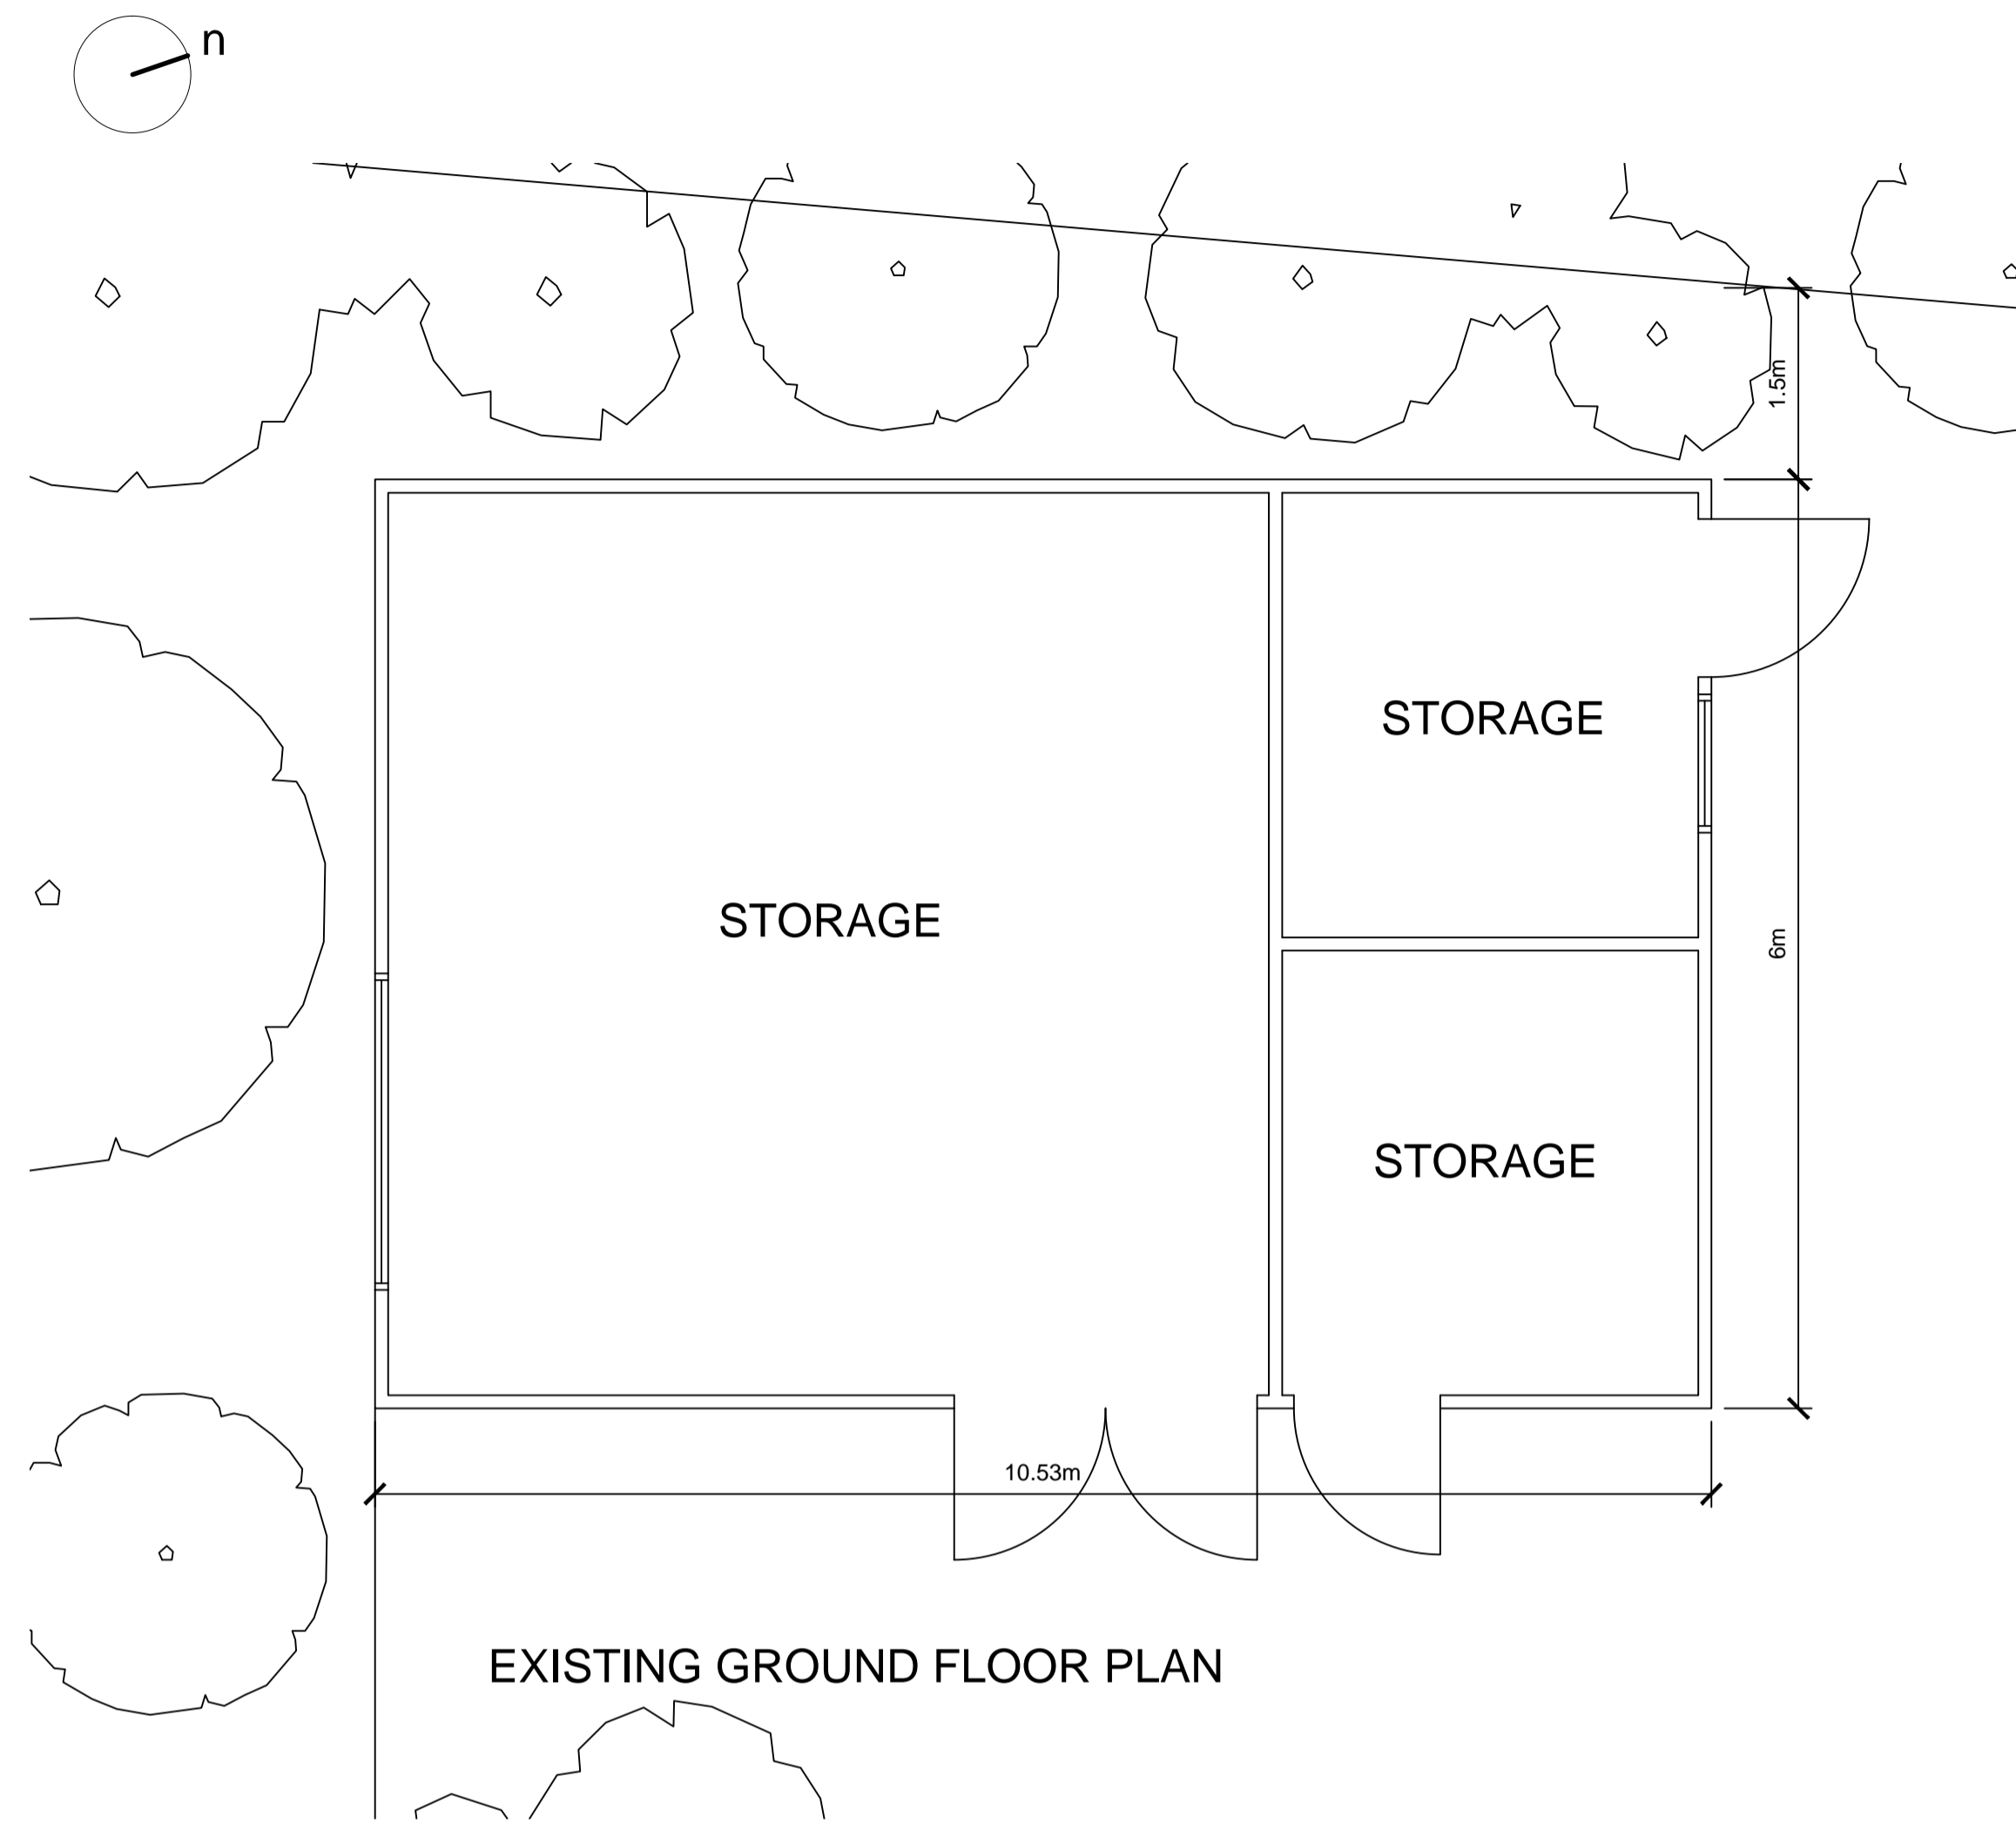 n
1.5m
STORAGE
STORAGE
6m
STORAGE
10.53m
EXISTING GROUND FLOOR PLAN